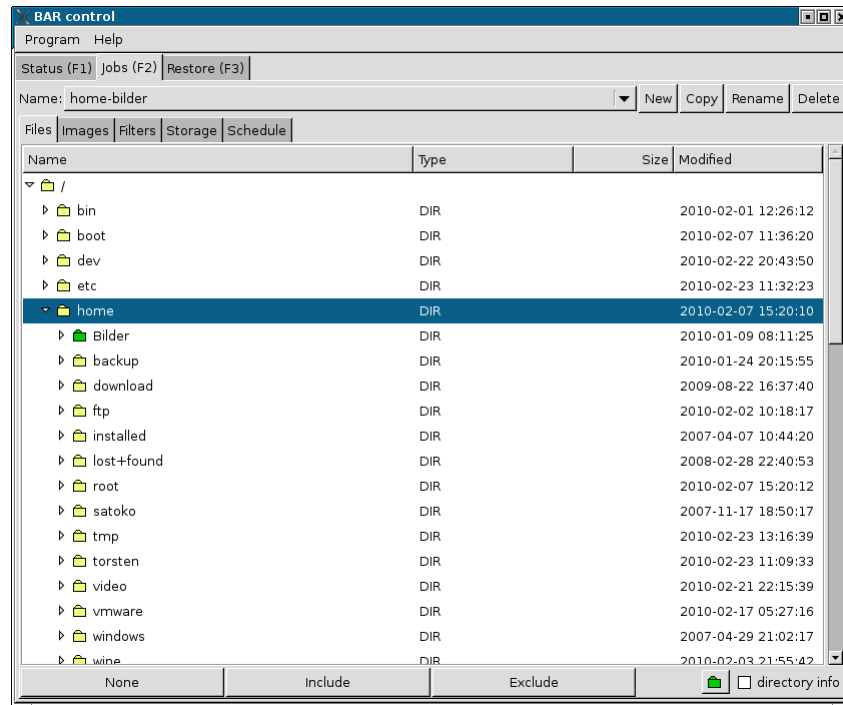 BAR control
Program Help
Status (F1) Jobs (F2) Restore (F3)
Name: home-bilder New Copy Rename Delete
Files Images Filters Storage Schedule
Name Type Size Modified
/
bin DIR 2010-02-01 12:26:12
boot DIR 2010-02-07 11:36:20
dev DIR 2010-02-22 20:43:50
etc DIR 2010-02-23 11:32:23
home DIR 2010-02-07 15:20:10
Bilder DIR 2010-01-09 08:11:25
backup DIR 2010-01-24 20:15:55
download DIR 2009-08-22 16:37:40
ftp DIR 2010-02-02 10:18:17
installed DIR 2007-04-07 10:44:20
lost+found DIR 2008-02-28 22:40:53
root DIR 2010-02-07 15:20:12
satoko DIR 2007-11-17 18:50:17
tmp DIR 2010-02-23 13:16:39
torsten DIR 2010-02-23 11:09:33
video DIR 2010-02-21 22:15:39
vmware DIR 2010-02-17 05:27:16
windows DIR 2007-04-29 21:02:17
wine DIR 2010-02-03 21:55:42
None Include Exclude directory info